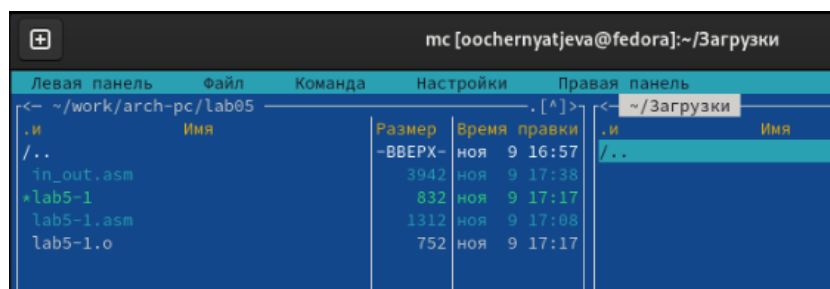 mc [oochernyatjeva@fedora]:~/Загрузки
Левая панель Файл Команда Настройки Правая панель
<- ~/work/arch-pc/lab05 .[^]> <- ~/Загрузки
.и Имя Размер Время правки .и Имя
/.. -ВВЕРХ- ноя 9 16:57 /..
in_out.asm 3942 ноя 9 17:38
*lab5-1 832 ноя 9 17:17
lab5-1.asm 1312 ноя 9 17:08
lab5-1.o 752 ноя 9 17:17